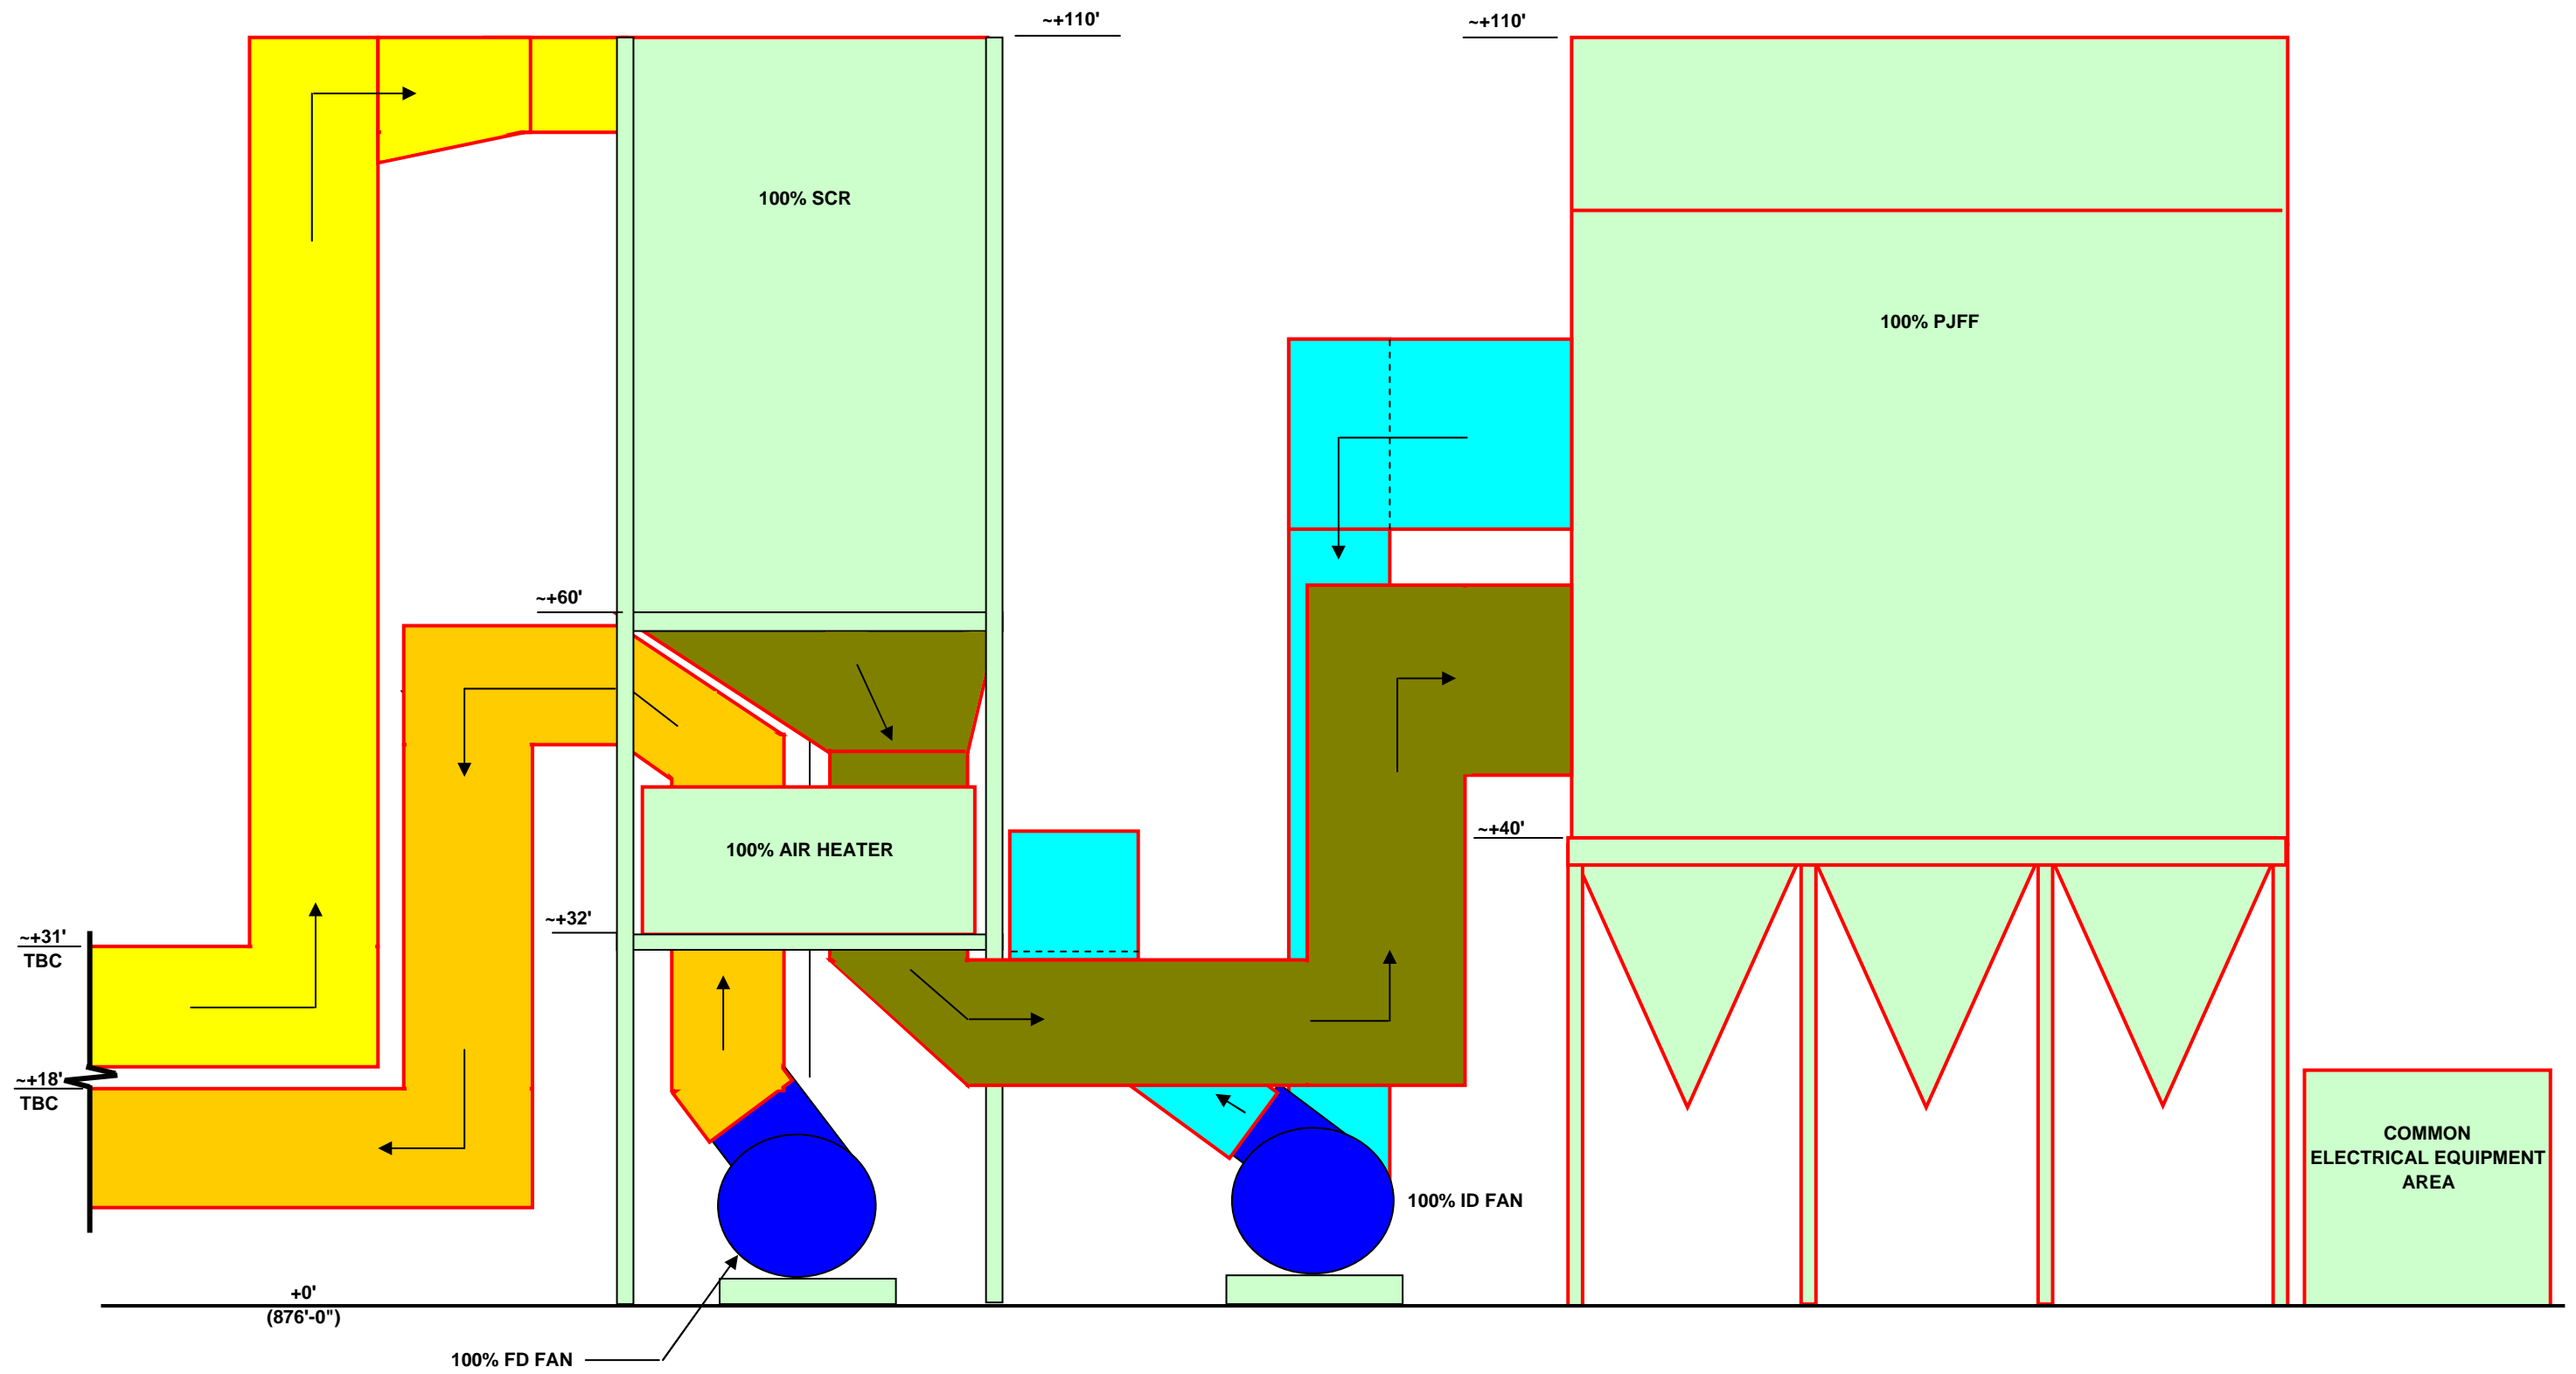 ~+110'
~+110'
100% SCR
100% PJFF
~+60'
~+40'
100% AIR HEATER
~+32'
~+31'
TBC
~+18'
TBC
COMMON
ELECTRICAL EQUIPMENT
AREA
100% ID FAN
+0'
(876'-0")
100% FD FAN